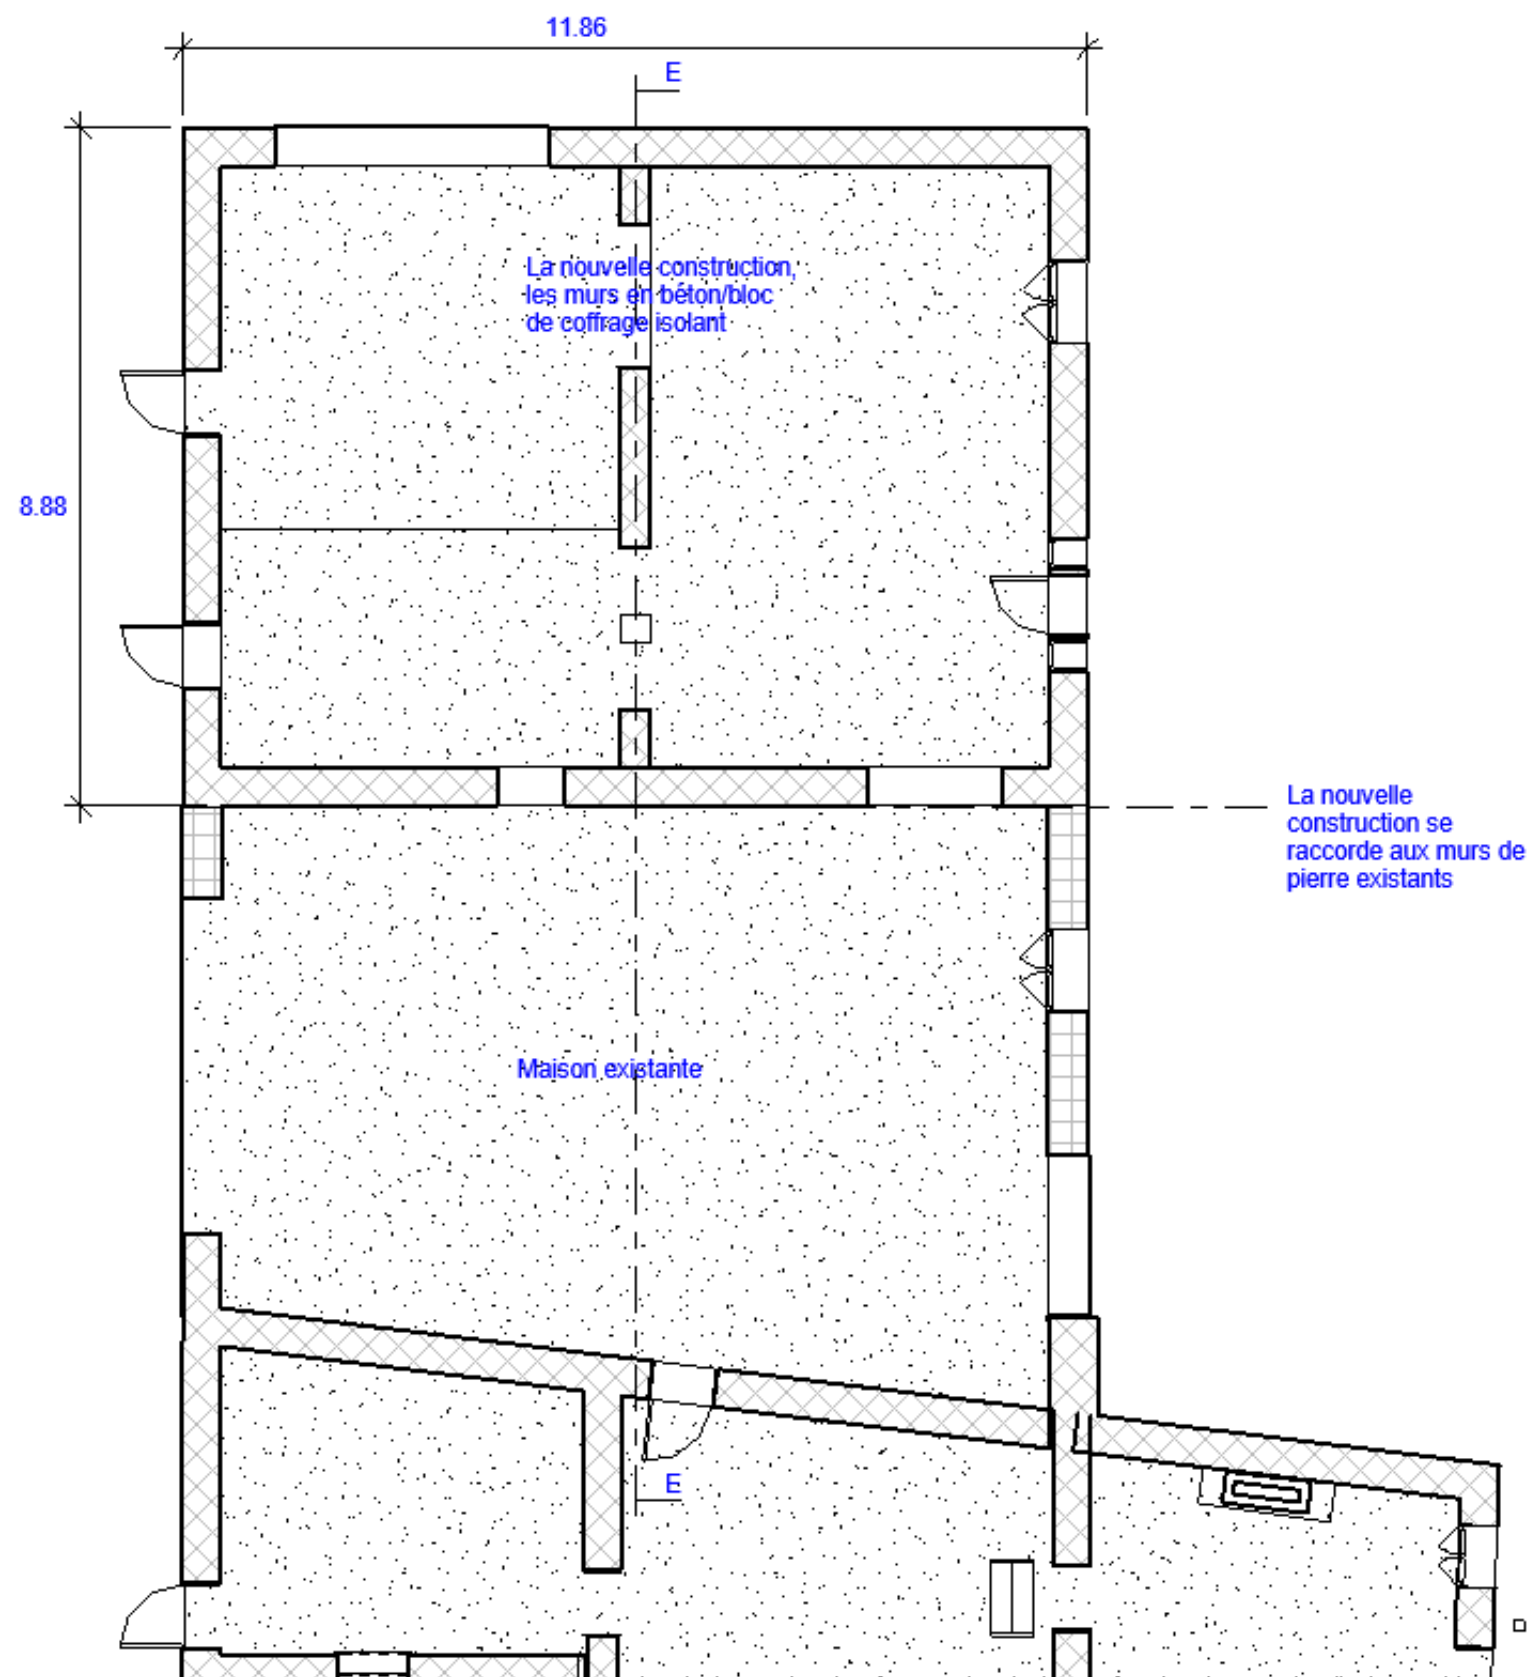 11.86
E
La nouvelle construction,
les murs en béton/bloc
de coffrage isolant
8.88
La nouvelle
construction se
raccorde aux murs de
pierre existants
Maison existante
E